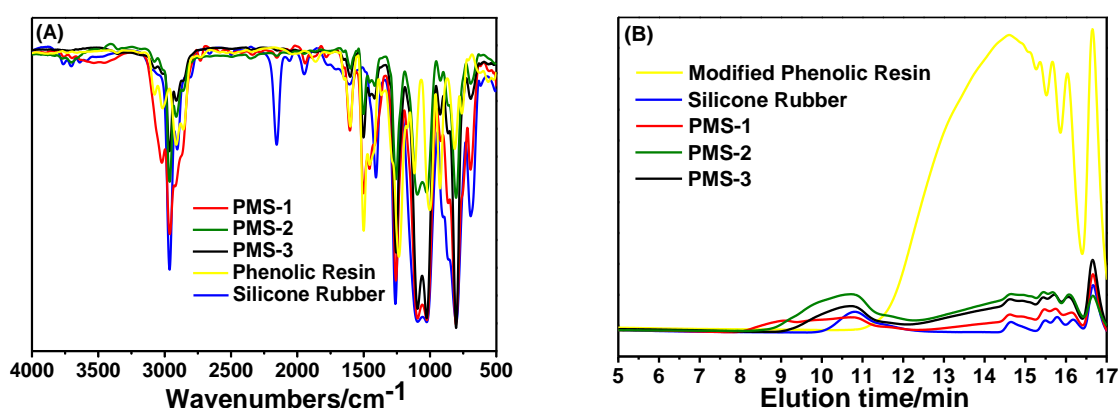 (A)
PMS-1
PMS-2
PMS-3
Phenolic Resin
Silicone Rubber
4000 3500 3000 2500 2000 1500 1000 500
Wavenumbers/cm-1
(B)
Modified Phenolic Resin
Silicone Rubber
PMS-1
PMS-2
PMS-3
5 6 7 8 9 10 11 12 13 14 15 16 17
Elution time/min